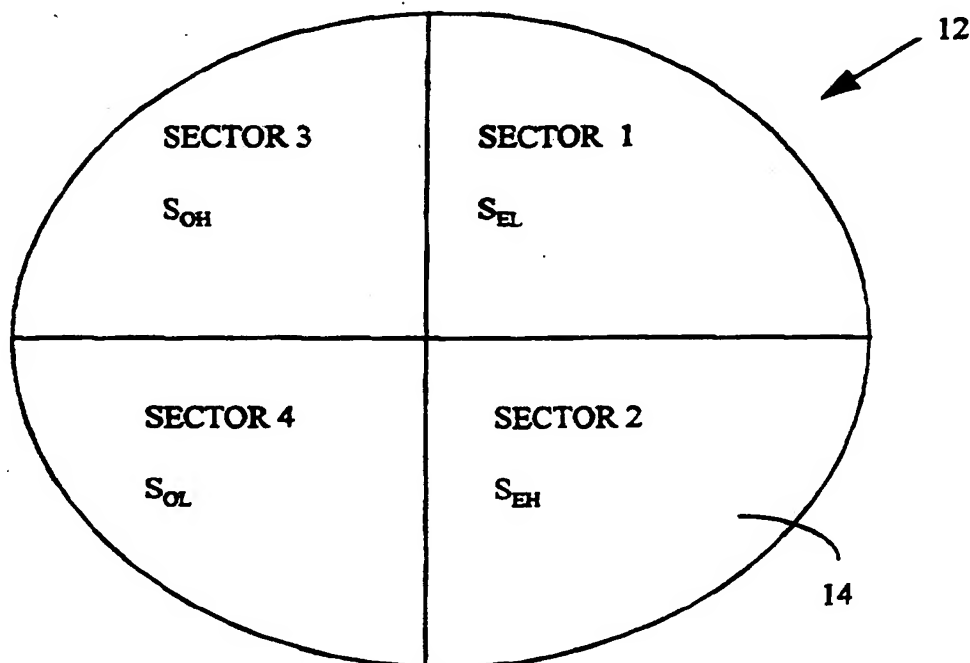 12
SECTOR 3
S_OH
SECTOR 1
S_EL
SECTOR 4
S_OL
SECTOR 2
S_EH
14